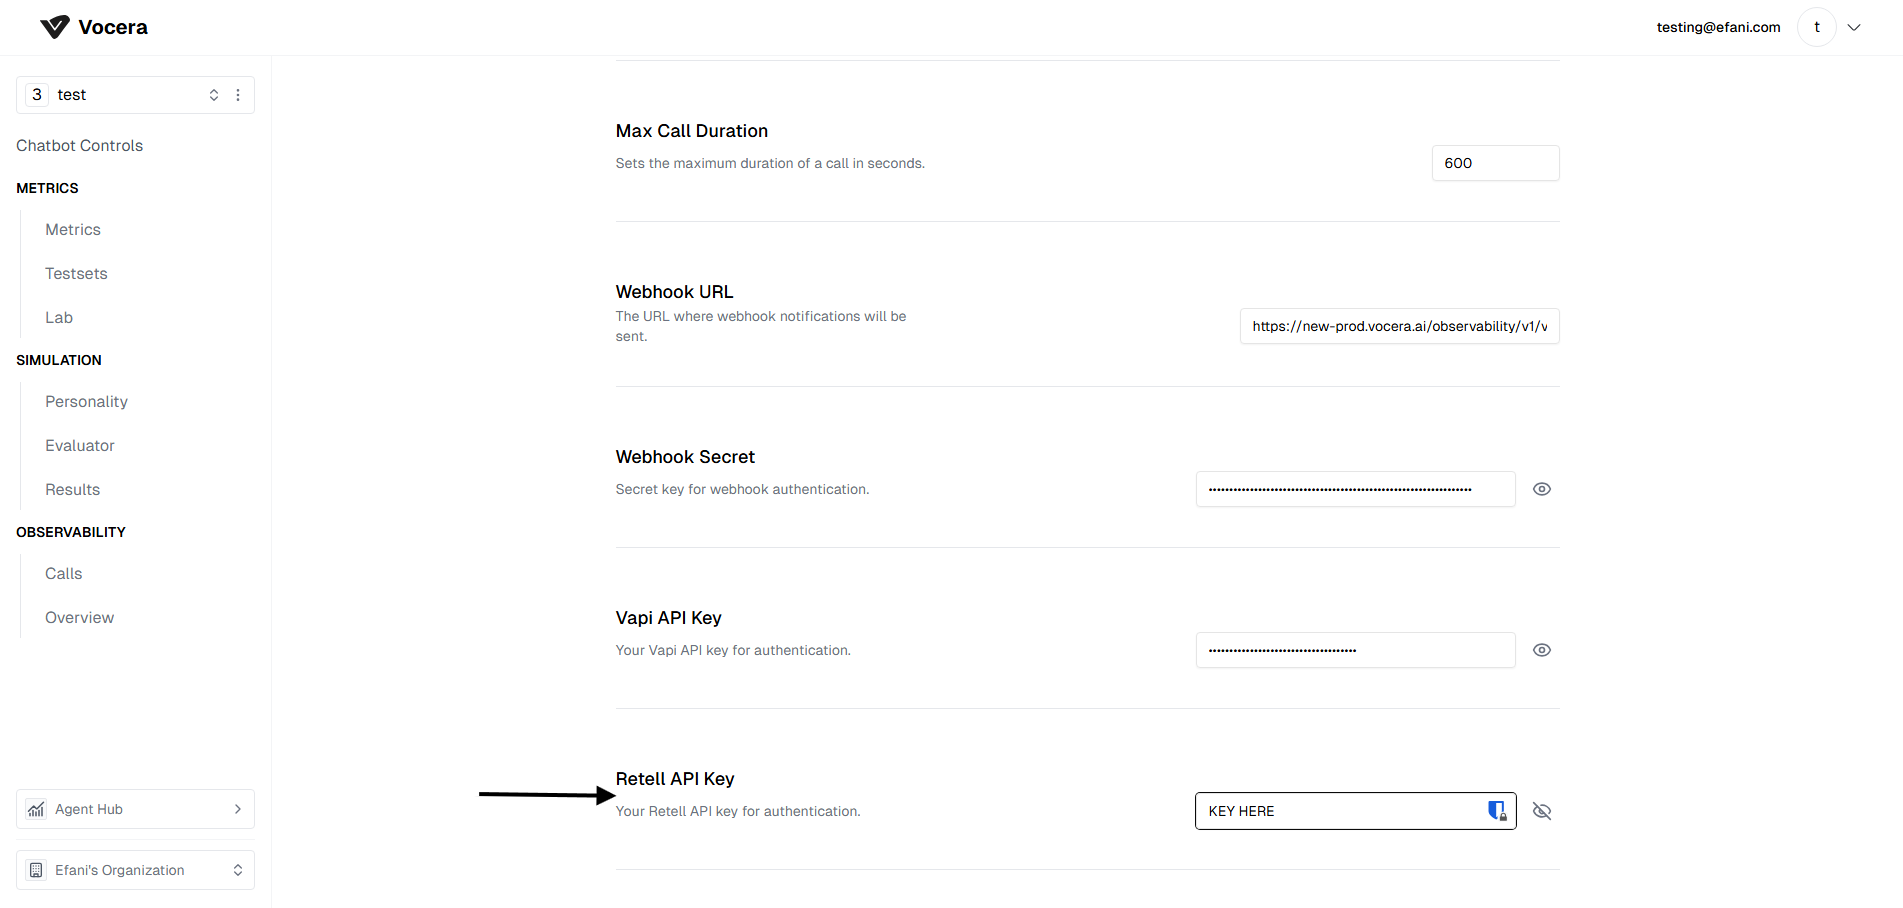 Vocera
testing@efani.com
t
3 test
Chatbot Controls
METRICS
Metrics
Testsets
Lab
SIMULATION
Personality
Evaluator
Results
OBSERVABILITY
Calls
Overview
Agent Hub
Efani's Organization
Max Call Duration
Sets the maximum duration of a call in seconds.
600
Webhook URL
The URL where webhook notifications will be
sent.
https://new-prod.vocera.ai/observability/v1/v
Webhook Secret
Secret key for webhook authentication.
Vapi API Key
Your Vapi API key for authentication.
Retell API Key
Your Retell API key for authentication.
KEY HERE